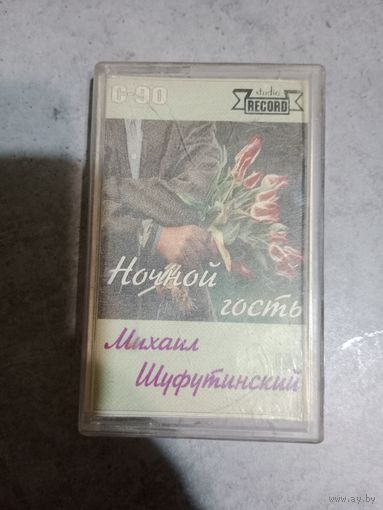 C-90
studio
RECORD
Ночной
гость
Михаил
Шуфутинский
www.ay.by